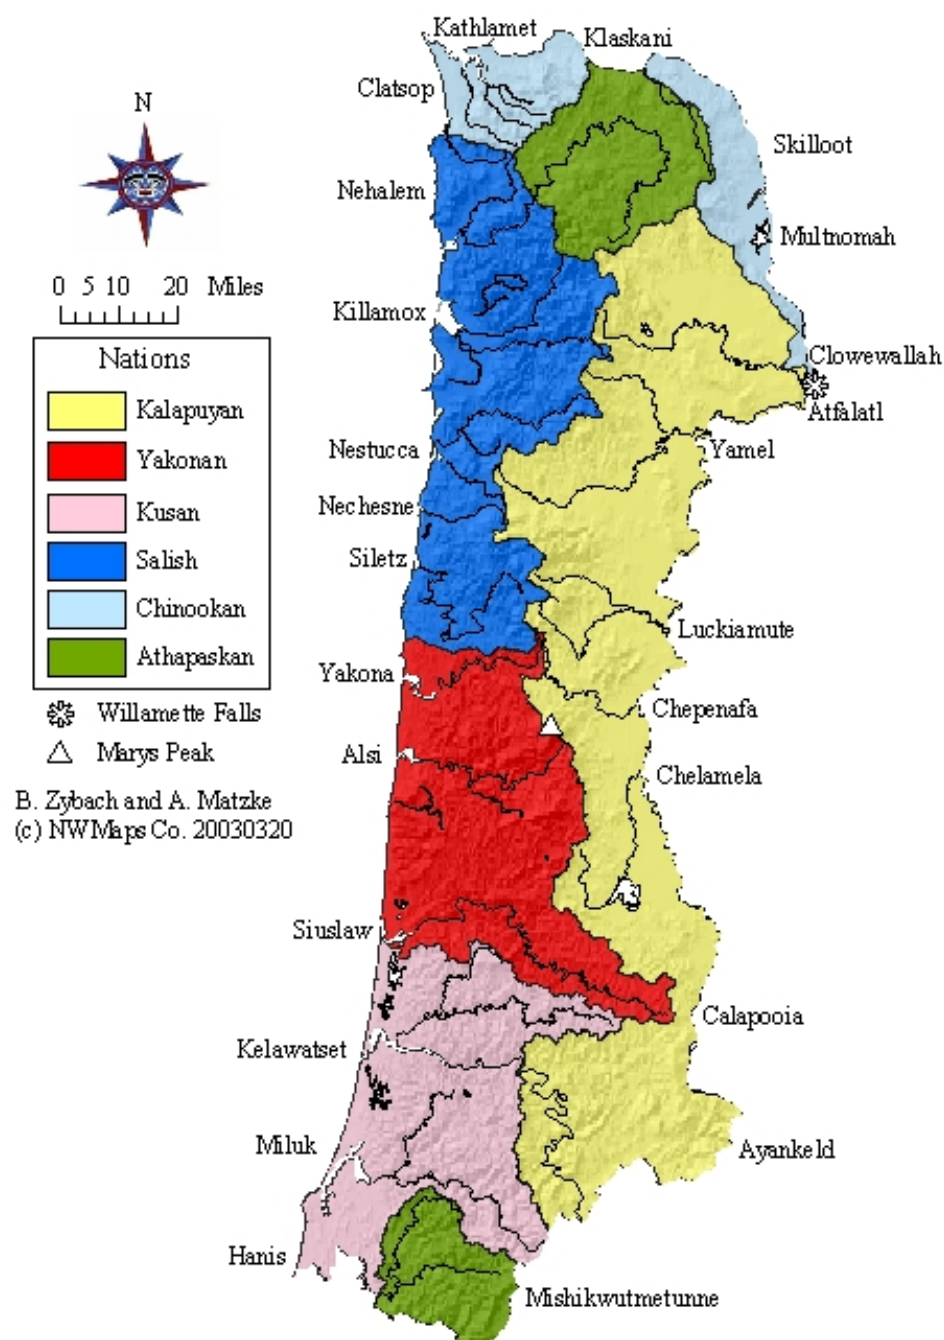 Kathlamet
Klaskani
Clatsop
N
Skilloot
Nehalem
Multnomah
0 5 10 20 Miles
Killamox
Nations
Clowewallah
Kalapuyan
Atfalatl
Yakonan
Nestucca
Yamel
Kusan
Nechesne
Salish
Siletz
Chinookan
Luckiamute
Athapaskan
Yakona
Willamette Falls
Chepenafa
Marys Peak
Alsi
Chelamela
B. Zybach and A. Matzke
(c) NWMaps Co. 20030320
Siuslaw
Calapooia
Kelawatset
Miluk
Ayankeld
Hanis
Mishikwutmetunne